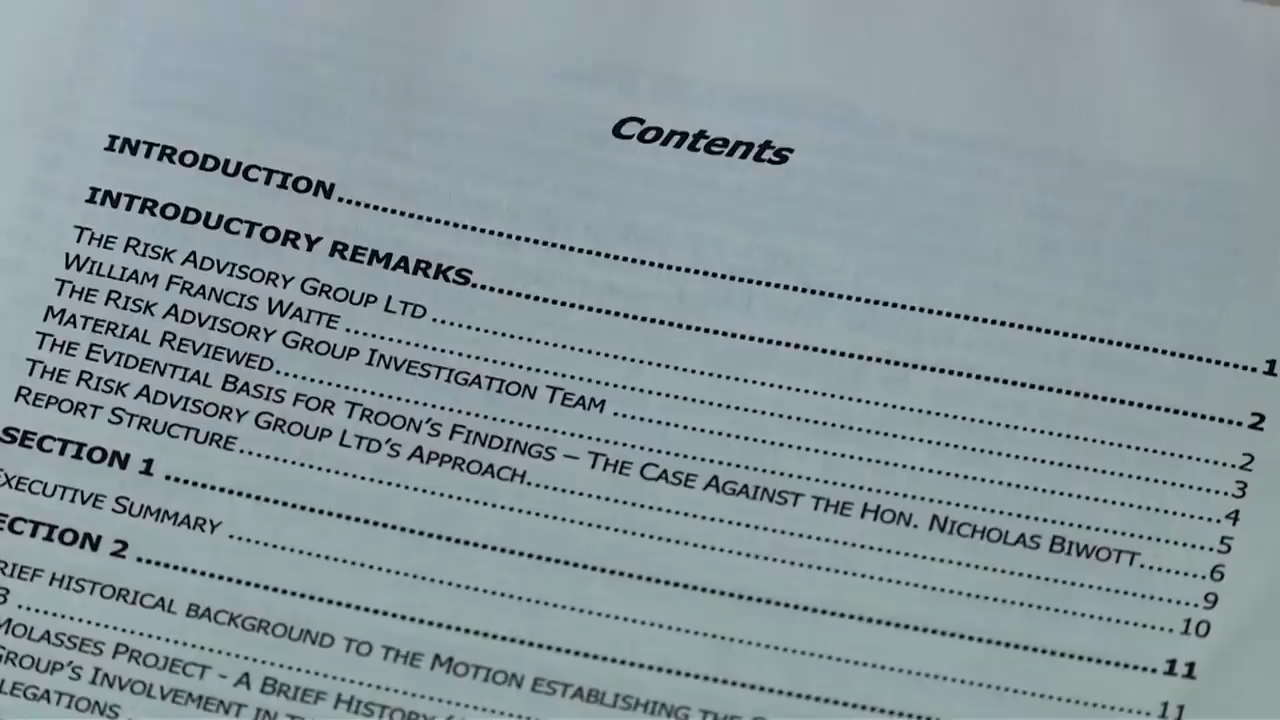 Contents
INTRODUCTION........1
INTRODUCTORY REMARKS........2
THE RISK ADVISORY GROUP LTD........2
WILLIAM FRANCIS WAITE........3
THE RISK ADVISORY GROUP INVESTIGATION TEAM........4
MATERIAL REVIEWED........5
THE EVIDENTIAL BASIS FOR TROON'S FINDINGS – THE CASE AGAINST THE HON. NICHOLAS BIWOTT........6
THE RISK ADVISORY GROUP LTD'S APPROACH........9
REPORT STRUCTURE........10
SECTION 1........11
EXECUTIVE SUMMARY........11
SECTION 2........
BRIEF HISTORICAL BACKGROUND TO THE MOTION ESTABLISHING THE
MOLASSES PROJECT - A BRIEF HISTORY
GROUP'S INVOLVEMENT IN